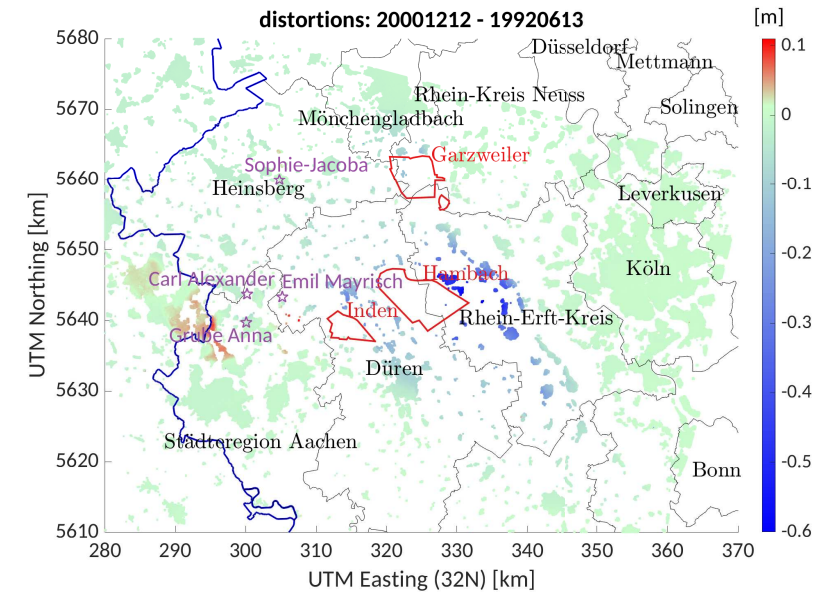 distortions: 20001212 - 19920613
[m]
5680
5670
5660
5650
5640
5630
5620
5610
UTM Northing [km]
Düsseldorf
Mettmann
Rhein-Kreis Neuss
Solingen
Mönchengladbach
Garzweiler
Sophie-Jacoba
Heinsberg
Leverkusen
Köln
Carl Alexander
Emil Mayrisch
Hambach
Inden
Rhein-Erft-Kreis
Grube Anna
Düren
Städteregion Aachen
Bonn
280
290
300
310
320
330
340
350
360
370
UTM Easting (32N) [km]
0.1
0
-0.1
-0.2
-0.3
-0.4
-0.5
-0.6